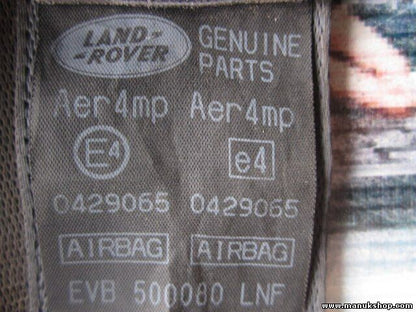 LAND-
-ROVER
GENUINE
PARTS
Aer4mp Aer4mp
E4 e4
0429065 0429065
AIRBAG AIRBAG
EVB 500080 LNF
www.manukshop.com